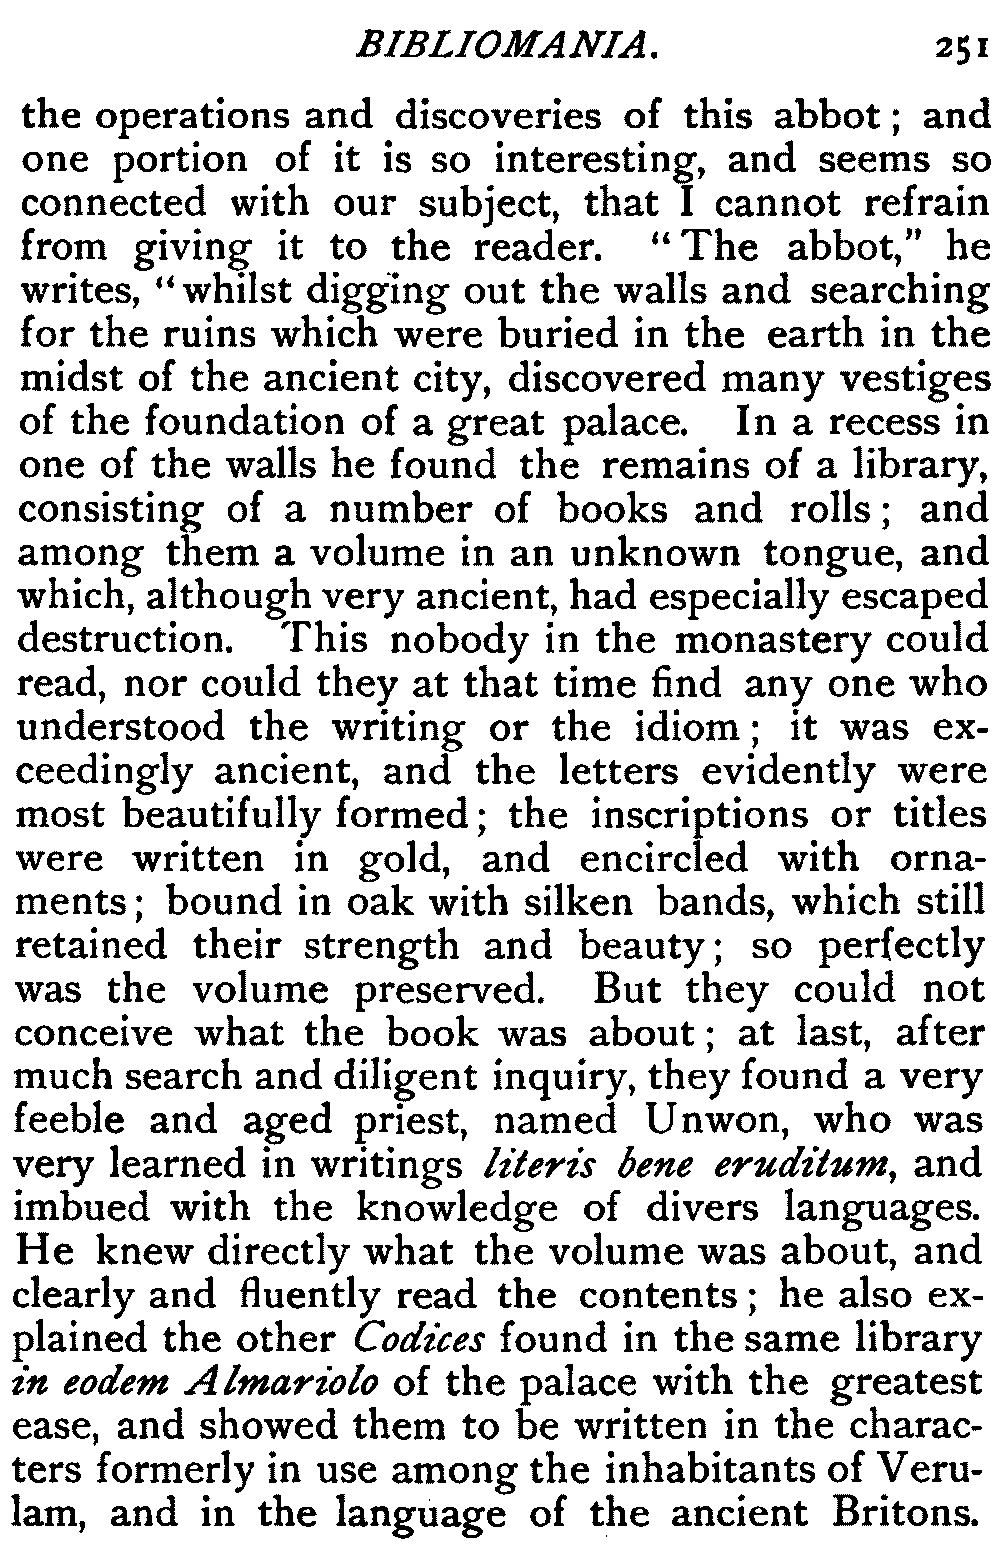 BIBLIOMANIA. 251
the operations and discoveries of this abbot; and
one portion of it is so interesting, and seems so
connected with our subject, that I cannot refrain
from giving it to the reader. "The abbot," he
writes, "whilst digging out the walls and searching
for the ruins which were buried in the earth in the
midst of the ancient city, discovered many vestiges
of the foundation of a great palace. In a recess in
one of the walls he found the remains of a library,
consisting of a number of books and rolls; and
among them a volume in an unknown tongue, and
which, although very ancient, had especially escaped
destruction. This nobody in the monastery could
read, nor could they at that time find any one who
understood the writing or the idiom; it was ex-
ceedingly ancient, and the letters evidently were
most beautifully formed; the inscriptions or titles
were written in gold, and encircled with orna-
ments; bound in oak with silken bands, which still
retained their strength and beauty; so perfectly
was the volume preserved. But they could not
conceive what the book was about; at last, after
much search and diligent inquiry, they found a very
feeble and aged priest, named Unwon, who was
very learned in writings literis bene eruditum, and
imbued with the knowledge of divers languages.
He knew directly what the volume was about, and
clearly and fluently read the contents; he also ex-
plained the other Codices found in the same library
in eodem Almariolo of the palace with the greatest
ease, and showed them to be written in the charac-
ters formerly in use among the inhabitants of Veru-
lam, and in the language of the ancient Britons.